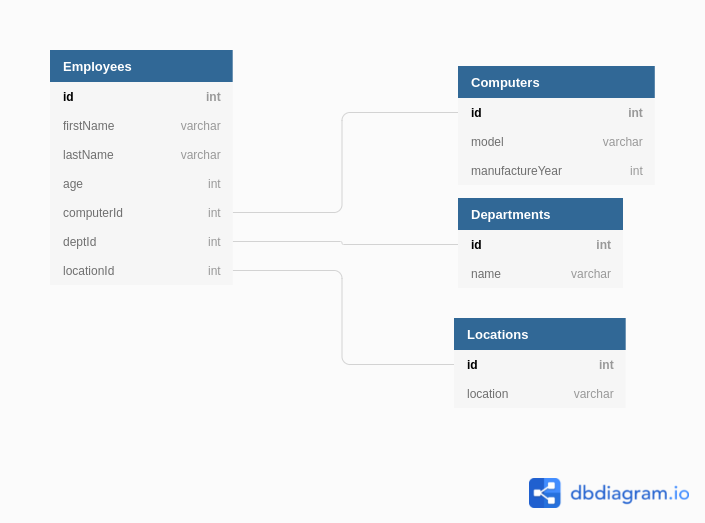 Employees
id int
firstName varchar
lastName varchar
age int
computerId int
deptId int
locationId int
Computers
id int
model varchar
manufactureYear int
Departments
id int
name varchar
Locations
id int
location varchar
dbdiagram.io